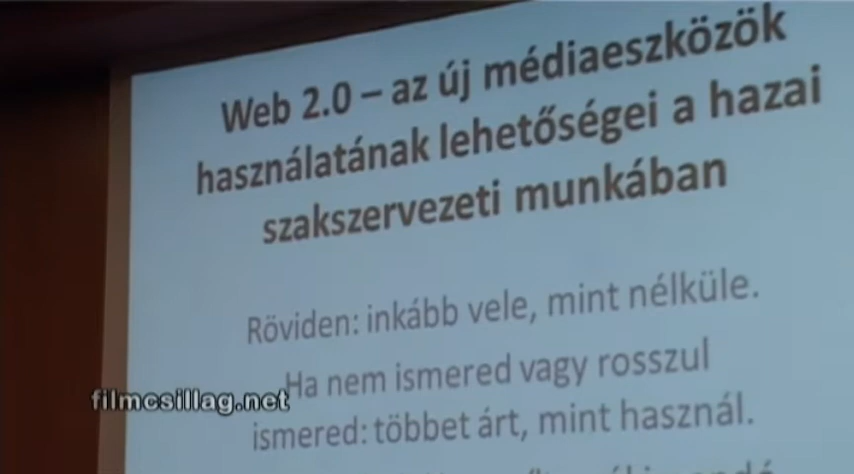 Web 2.0 – az új médiaeszközök
használatának lehetőségei a hazai
szakszervezeti munkában
Röviden: inkább vele, mint nélküle.
Ha nem ismered vagy rosszul
ismered: többet árt, mint használ.
filmcsillag.net